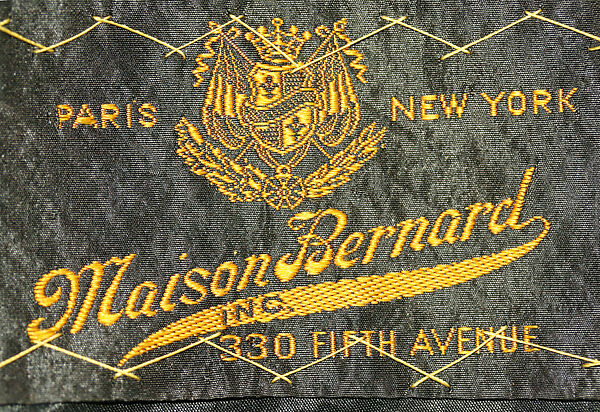 PARIS NEW YORK
Maison Bernard
INC.
330 FIFTH AVENUE